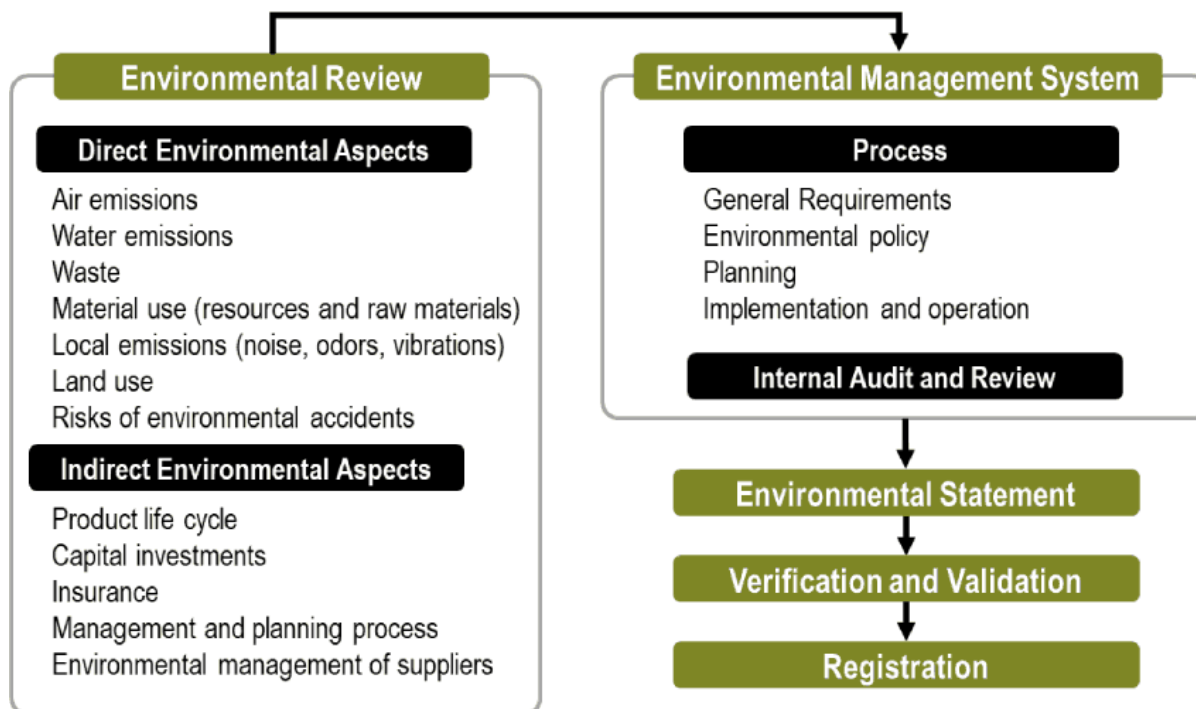 Environmental Review
Direct Environmental Aspects
Air emissions
Water emissions
Waste
Material use (resources and raw materials)
Local emissions (noise, odors, vibrations)
Land use
Risks of environmental accidents
Indirect Environmental Aspects
Product life cycle
Capital investments
Insurance
Management and planning process
Environmental management of suppliers
Environmental Management System
Process
General Requirements
Environmental policy
Planning
Implementation and operation
Internal Audit and Review
Environmental Statement
Verification and Validation
Registration